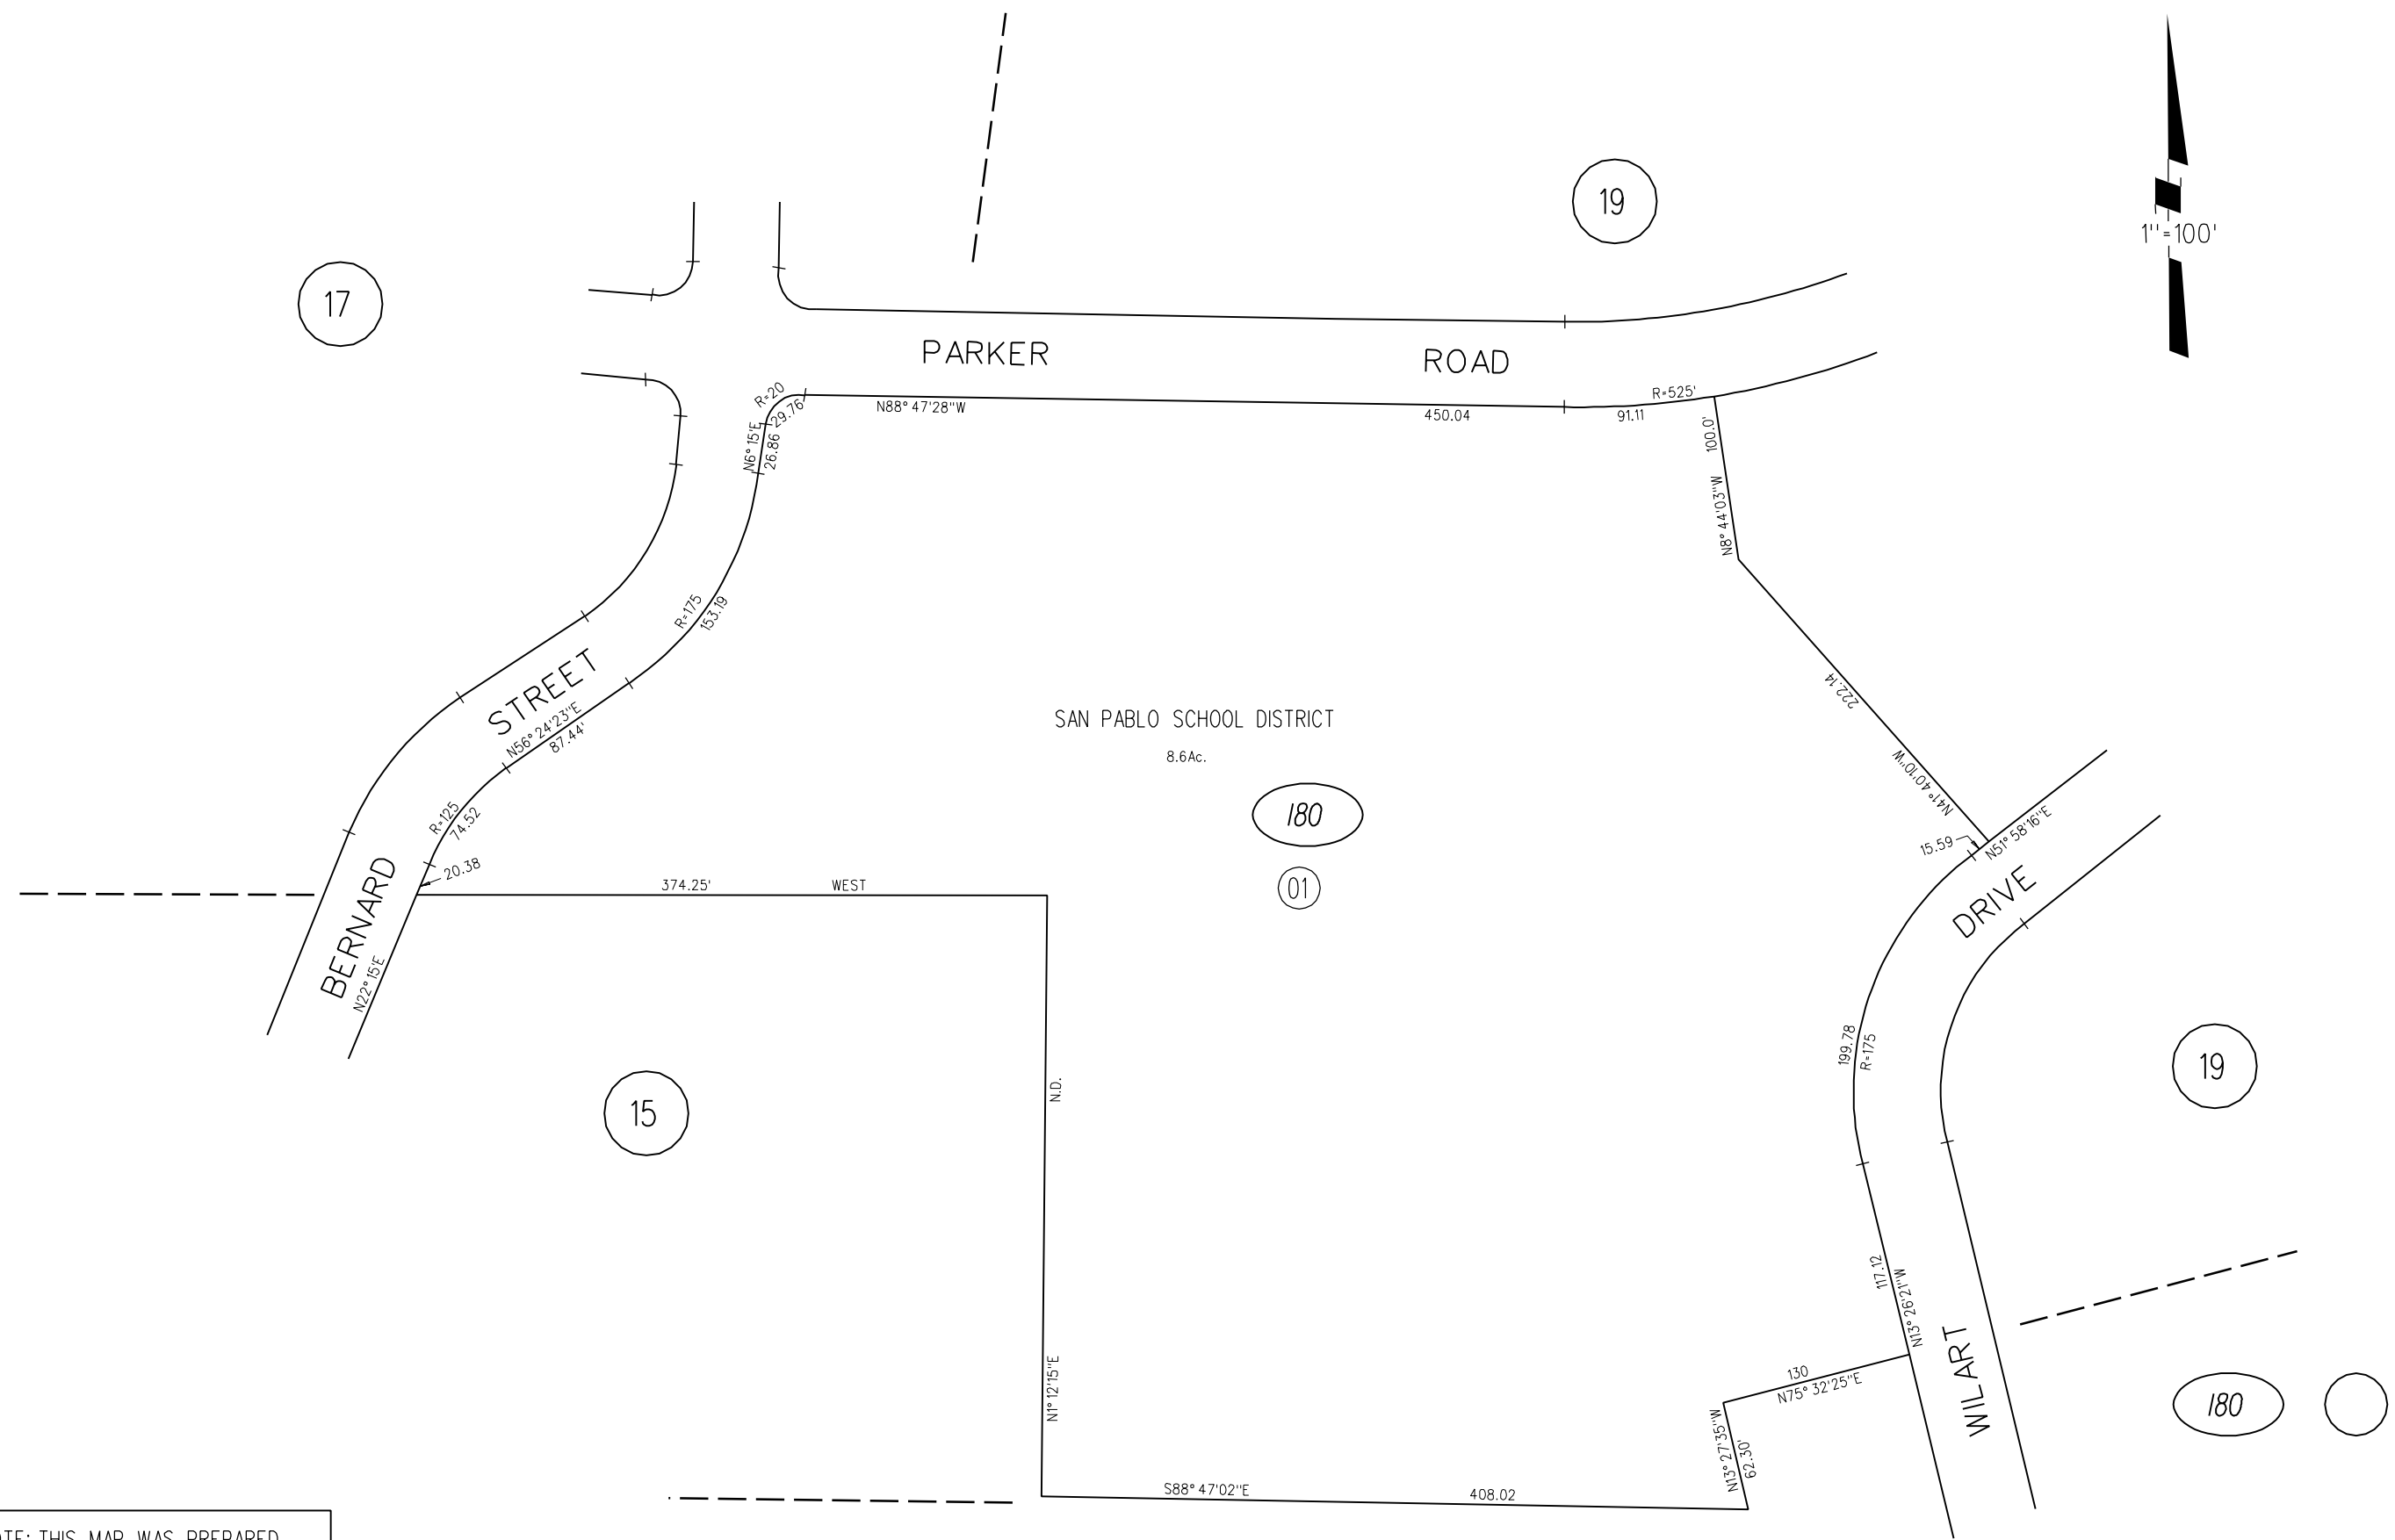 19
1''=100'
17
PARKER ROAD
R=20
29.76
N88° 47'28"W
450.04
R=525'
91.11
N6° 15'E
26.86
100.0'
N8° 44'03"W
R=175
153.19
STREET
N56° 24'23"E
87.44'
SAN PABLO SCHOOL DISTRICT
8.6Ac.
222.14
N41° 40'10"W
180
R=125
74.52
20.38
15.59
N51° 58'16"E
374.25'
WEST
01
DRIVE
BERNARD
N22° 15'E
199.78
R=175
19
N.D.
15
117.12
N13° 26'21"W
WILART
N1° 12'15"E
130
N75° 32'25"E
180
N13° 27'35"W
62.30'
S88° 47'02"E
408.02
THIS MAP WAS PREPARED